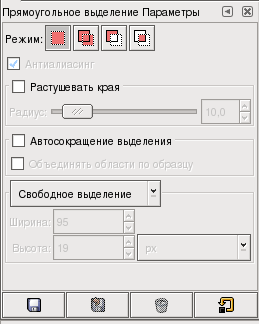 Прямоугольное выделение Параметры
Режим:
Антиалиасинг
Растушевать края
Радиус: 10,0
Автосокращение выделения
Объединять области по образцу
Свободное выделение
Ширина: 95
Высота: 19 px